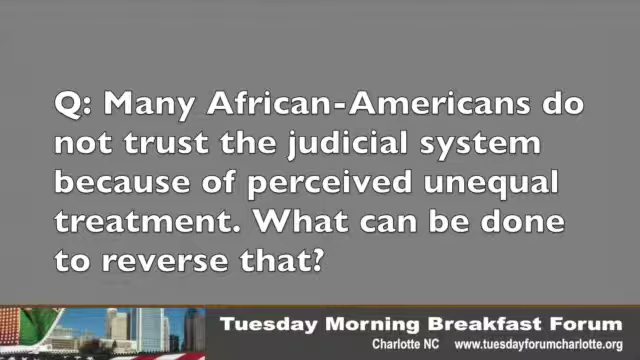 Q: Many African-Americans do
not trust the judicial system
because of perceived unequal
treatment. What can be done
to reverse that?
Tuesday Morning Breakfast Forum
Charlotte NC www.tuesdayforumcharlotte.org